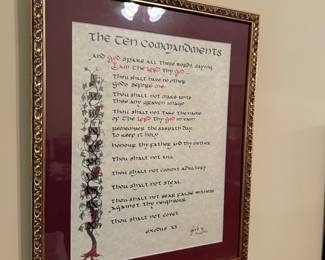 The Ten Commandments
And God spake all these words, saying,
I am the LORD thy God
Thou shalt have no other
gods before me.
Thou shalt not make unto
thee any graven image
Thou shalt not take the name
of the LORD thy God in vain
Remember the sabbath day
to keep it holy
Honour thy father and thy mother
Thou shalt not kill
Thou shalt not commit adultery
Thou shalt not steal
Thou shalt not bear false witness
against thy neighbour
Thou shalt not covet
Exodus XX